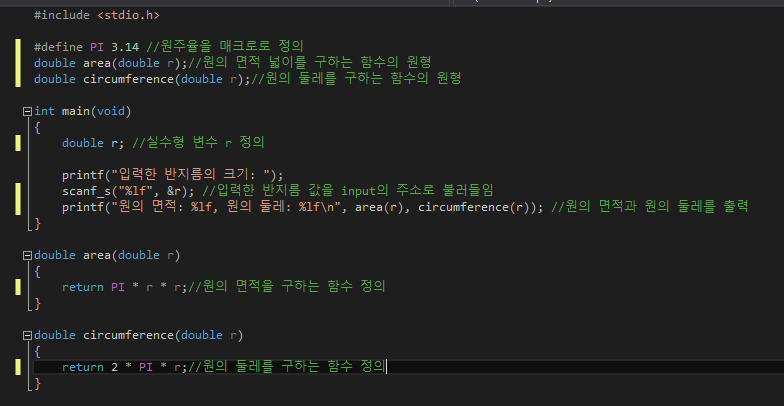 #include <stdio.h>
#define PI 3.14 //원주율을 매크로로 정의
double area(double r);//원의 면적 넓이를 구하는 함수의 원형
double circumference(double r);//원의 둘레를 구하는 함수의 원형
int main(void)
{
double r; //실수형 변수 r 정의
printf("입력한 반지름의 크기: ");
scanf_s("%lf", &r); //입력한 반지름 값을 input의 주소로 불러들임
printf("원의 면적: %lf, 원의 둘레: %lf\n", area(r), circumference(r)); //원의 면적과 원의 둘레를 출력
}
double area(double r)
{
return PI * r * r;//원의 면적을 구하는 함수 정의
}
double circumference(double r)
{
return 2 * PI * r;//원의 둘레를 구하는 함수 정의
}